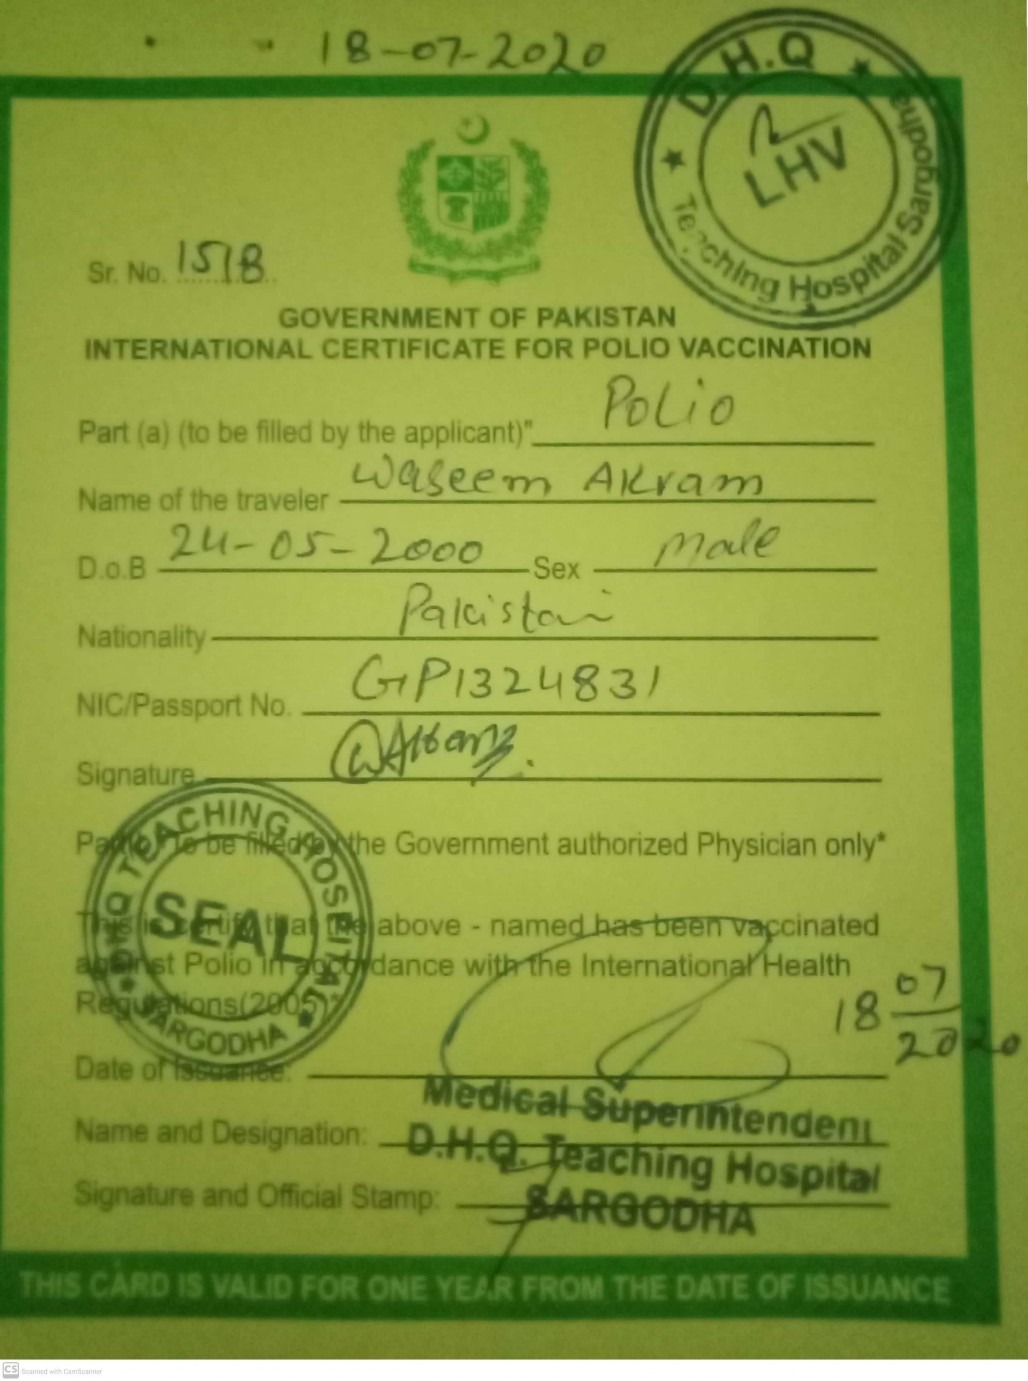 18-07-2020
D.H.Q
LHV
Teaching Hospital Sargodha
Sr. No. 1518
GOVERNMENT OF PAKISTAN
INTERNATIONAL CERTIFICATE FOR POLIO VACCINATION
Part (a) (to be filled by the applicant)" Polio
Name of the traveler Waseem Akram
D.o.B 24-05-2000 Sex Male
Nationality Pakistani
NIC/Passport No. GP1324831
Signature
DHQ TEACHING HOSPITAL
SEAL
SARGODHA
to be filled by the Government authorized Physician only*
This is certify that the above - named has been vaccinated
against Polio in accordance with the International Health
Regulations(2005)"
18 07
2020
Date of Issuance:
Medical Superintendent
Name and Designation:
D.H.Q. Teaching Hospital
Signature and Official Stamp:
SARGODHA
THIS CARD IS VALID FOR ONE YEAR FROM THE DATE OF ISSUANCE
CS Scanned with CamScanner